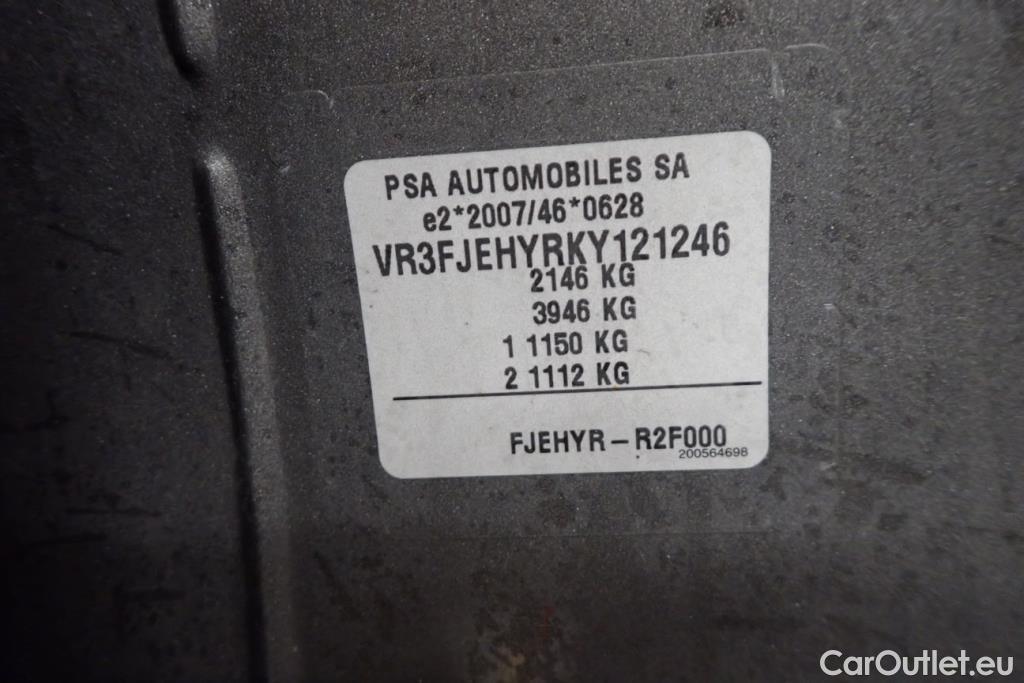 PSA AUTOMOBILES SA
e2*2007/46*0628
VR3FJEHYRKY121246
2146 KG
3946 KG
1 1150 KG
2 1112 KG
FJEHYR-R2F000
200564698
CarOutlet.eu